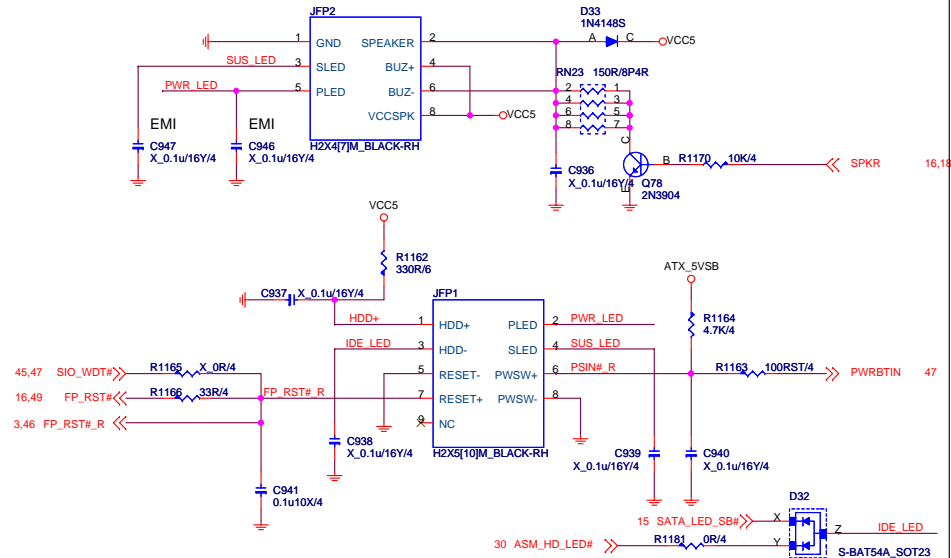 JFP2
D33
1N4148S
1 GND SPEAKER 2
A C VCC5
SUS_LED 3 SLED BUZ+ 4
PWR_LED 5 PLED BUZ- 6
VCCSPK 8 VCC5
RN23 150R/8P4R
2 1
4 3
6 5
8 7
EMI EMI
C947
X_0.1u/16Y/4
C946
X_0.1u/16Y/4
H2X4[7]M_BLACK-RH
C936
X_0.1u/16Y/4
C
B
E
Q78
2N3904
R1170 10K/4
SPKR 16,18
VCC5
R1162
330R/6
C937 X_0.1u/16Y/4
JFP1
ATX_5VSB
R1164
4.7K/4
HDD+ 1 HDD+ PLED 2 PWR_LED
IDE_LED 3 HDD- SLED 4 SUS_LED
5 RESET- PWSW+ 6 PSIN#_R
R1163 100RST/4 PWRBTIN 47
45,47 SIO_WDT# R1165 X_0R/4
16,49 FP_RST# R1166 33R/4 FP_RST#_R 7 RESET+ PWSW- 8
3,46 FP_RST#_R
9 NC
H2X5[10]M_BLACK-RH
C938
X_0.1u/16Y/4
C939
X_0.1u/16Y/4
C940
X_0.1u/16Y/4
C941
0.1u10X/4
D32
15 SATA_LED_SB# X
Z IDE_LED
30 ASM_HD_LED# R1181 0R/4 Y
S-BAT54A_SOT23